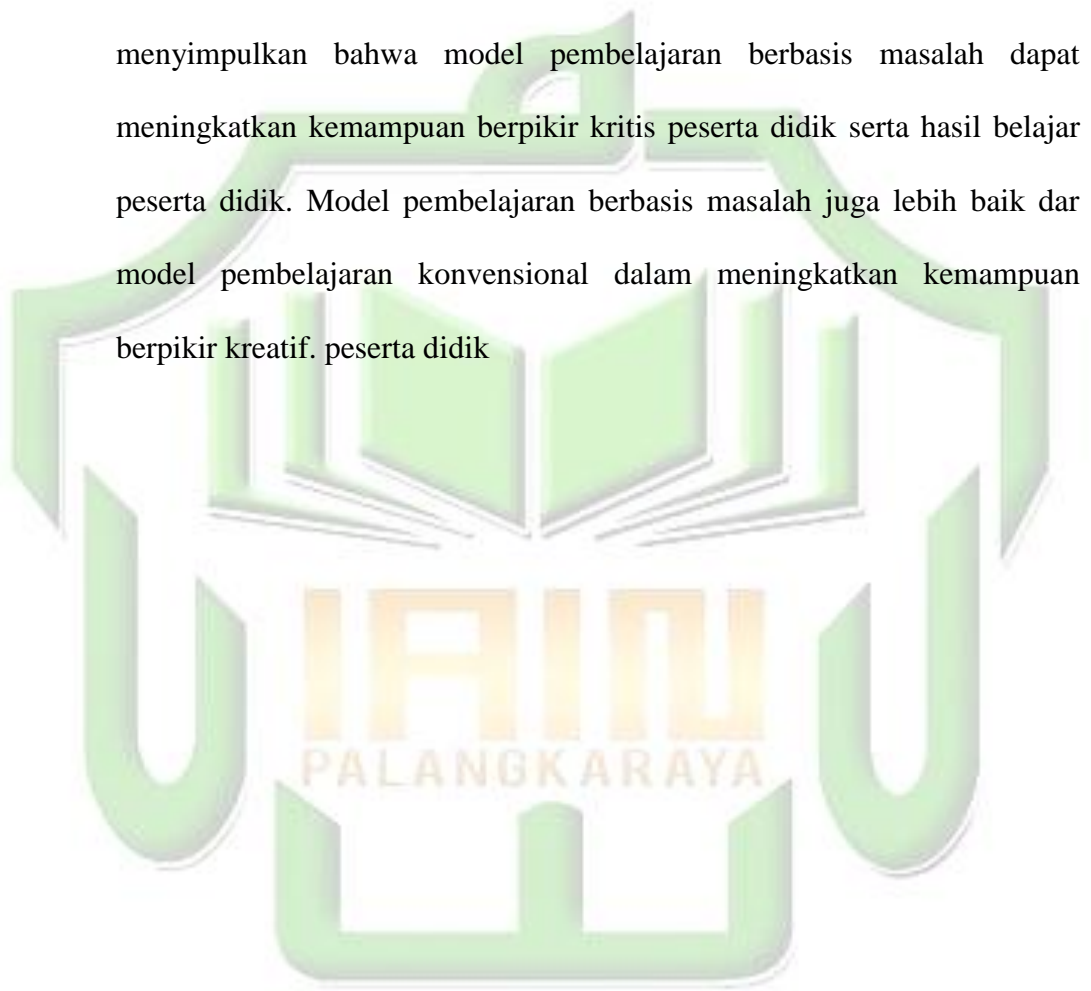 menyimpulkan bahwa model pembelajaran berbasis masalah dapat
meningkatkan kemampuan berpikir kritis peserta didik serta hasil belajar
peserta didik. Model pembelajaran berbasis masalah juga lebih baik dar
model pembelajaran konvensional dalam meningkatkan kemampuan
berpikir kreatif. peserta didik
IAIN
PALANGKARAYA